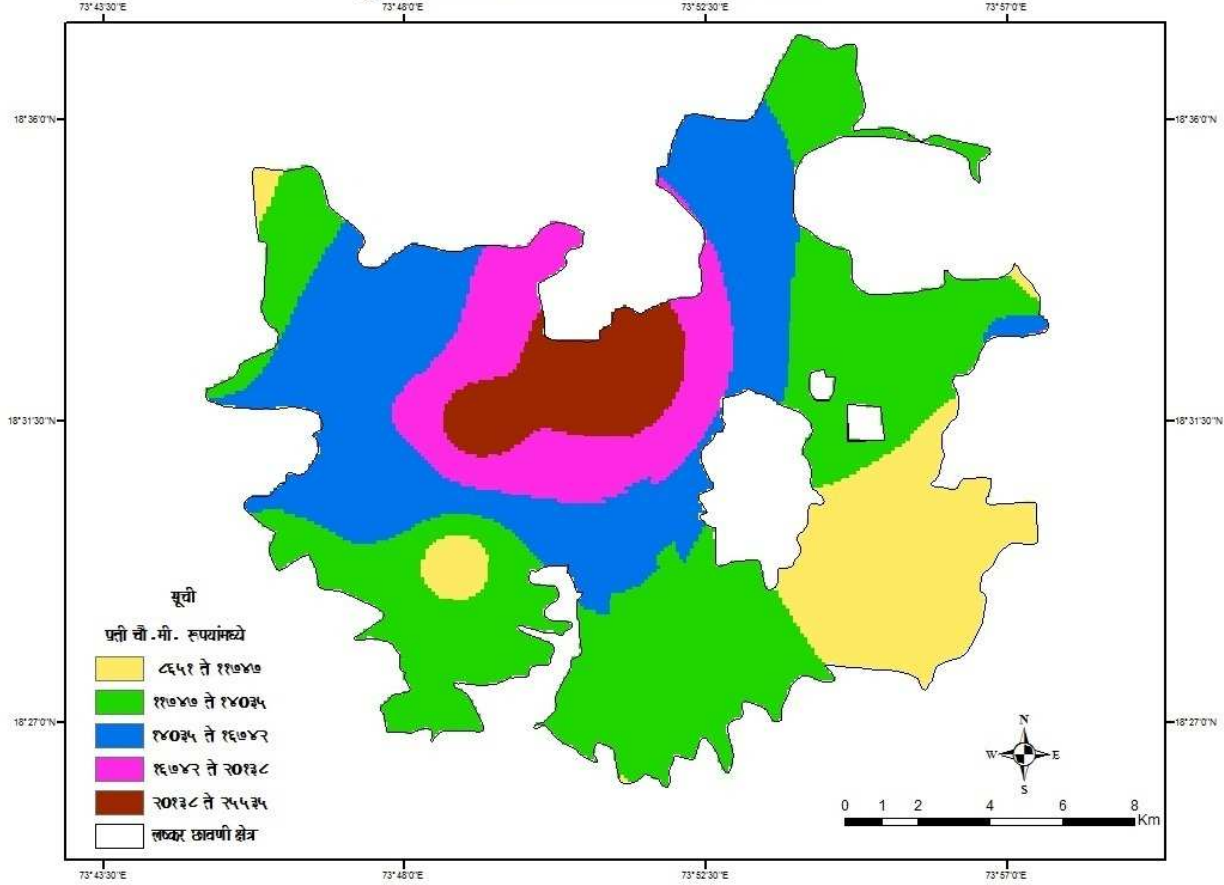 73°43'30"E 73°48'0"E 73°52'30"E 73°57'0"E
18°36'0"N 18°36'0"N
18°31'30"N 18°31'30"N
सूची
प्रती चौ.मी. रूपयांमध्ये
८६५१ ते ११७४७
११७४७ ते १४०३५
18°27'0"N 18°27'0"N
१४०३५ ते १६७४२
N
W E
S
१६७४२ ते २०१३८
२०१३८ ते २५५३५
0 1 2 4 6 8
Km
लष्कर छावणी क्षेत्र
73°43'30"E 73°48'0"E 73°52'30"E 73°57'0"E